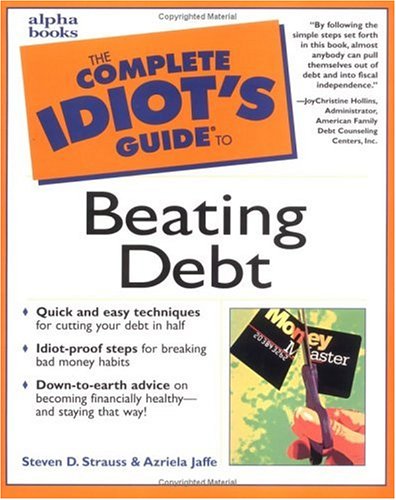 Copyrighted Material
alpha
books
THE
COMPLETE
IDIOT'S
GUIDE® TO
"By following the
simple steps set forth
in this book, almost
anybody can pull
themselves out of
debt and into fiscal
independence."
—JoyChristine Hollins,
Administrator,
American Family
Debt Counseling
Centers, Inc.
Beating
Debt
Quick and easy techniques
for cutting your debt in half
Idiot-proof steps for breaking
bad money habits
Down-to-earth advice on
becoming financially healthy—
and staying that way!
Money
Master
Steven D. Strauss & Azriela Jaffe
Copyrighted Material